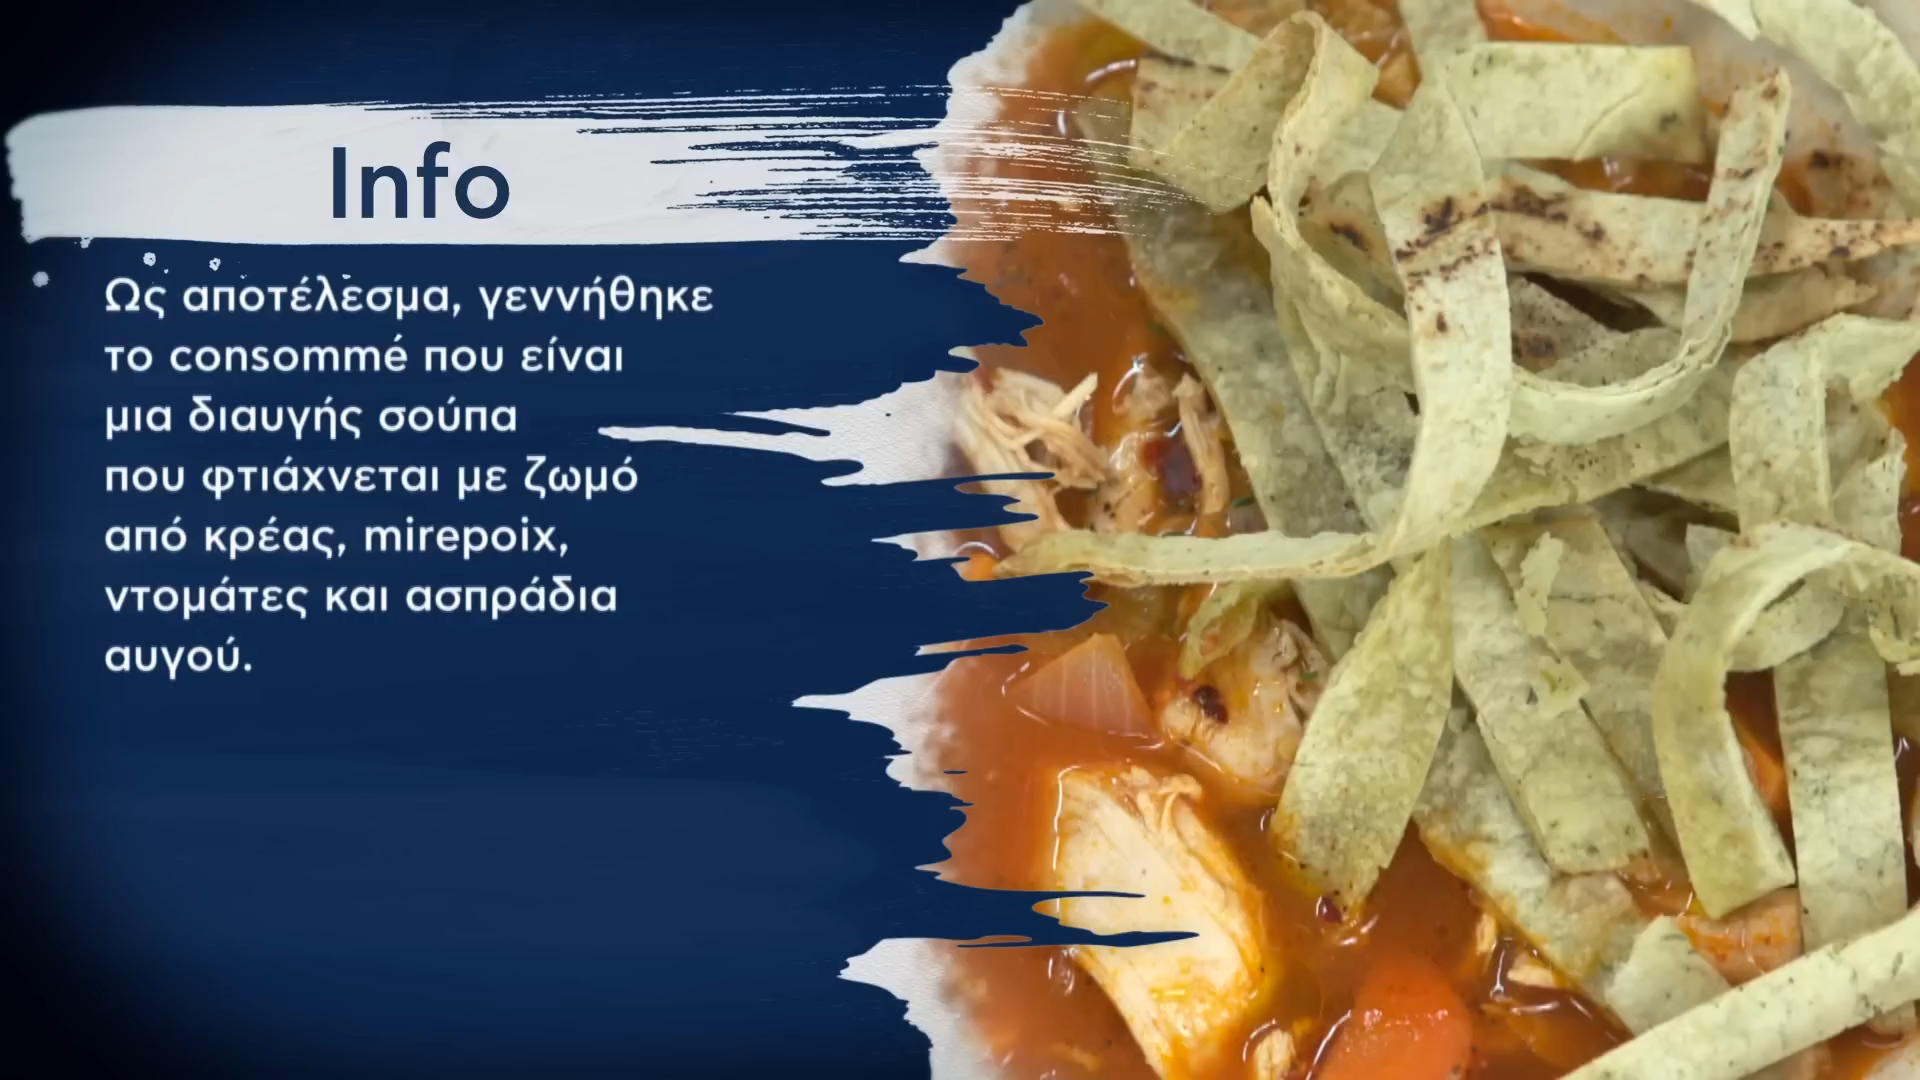 Info
Ως αποτέλεσμα, γεννήθηκε
το consommé που είναι
μια διαυγής σούπα
που φτιάχνεται με ζωμό
από κρέας, mirepoix,
ντομάτες και ασπράδια
αυγού.